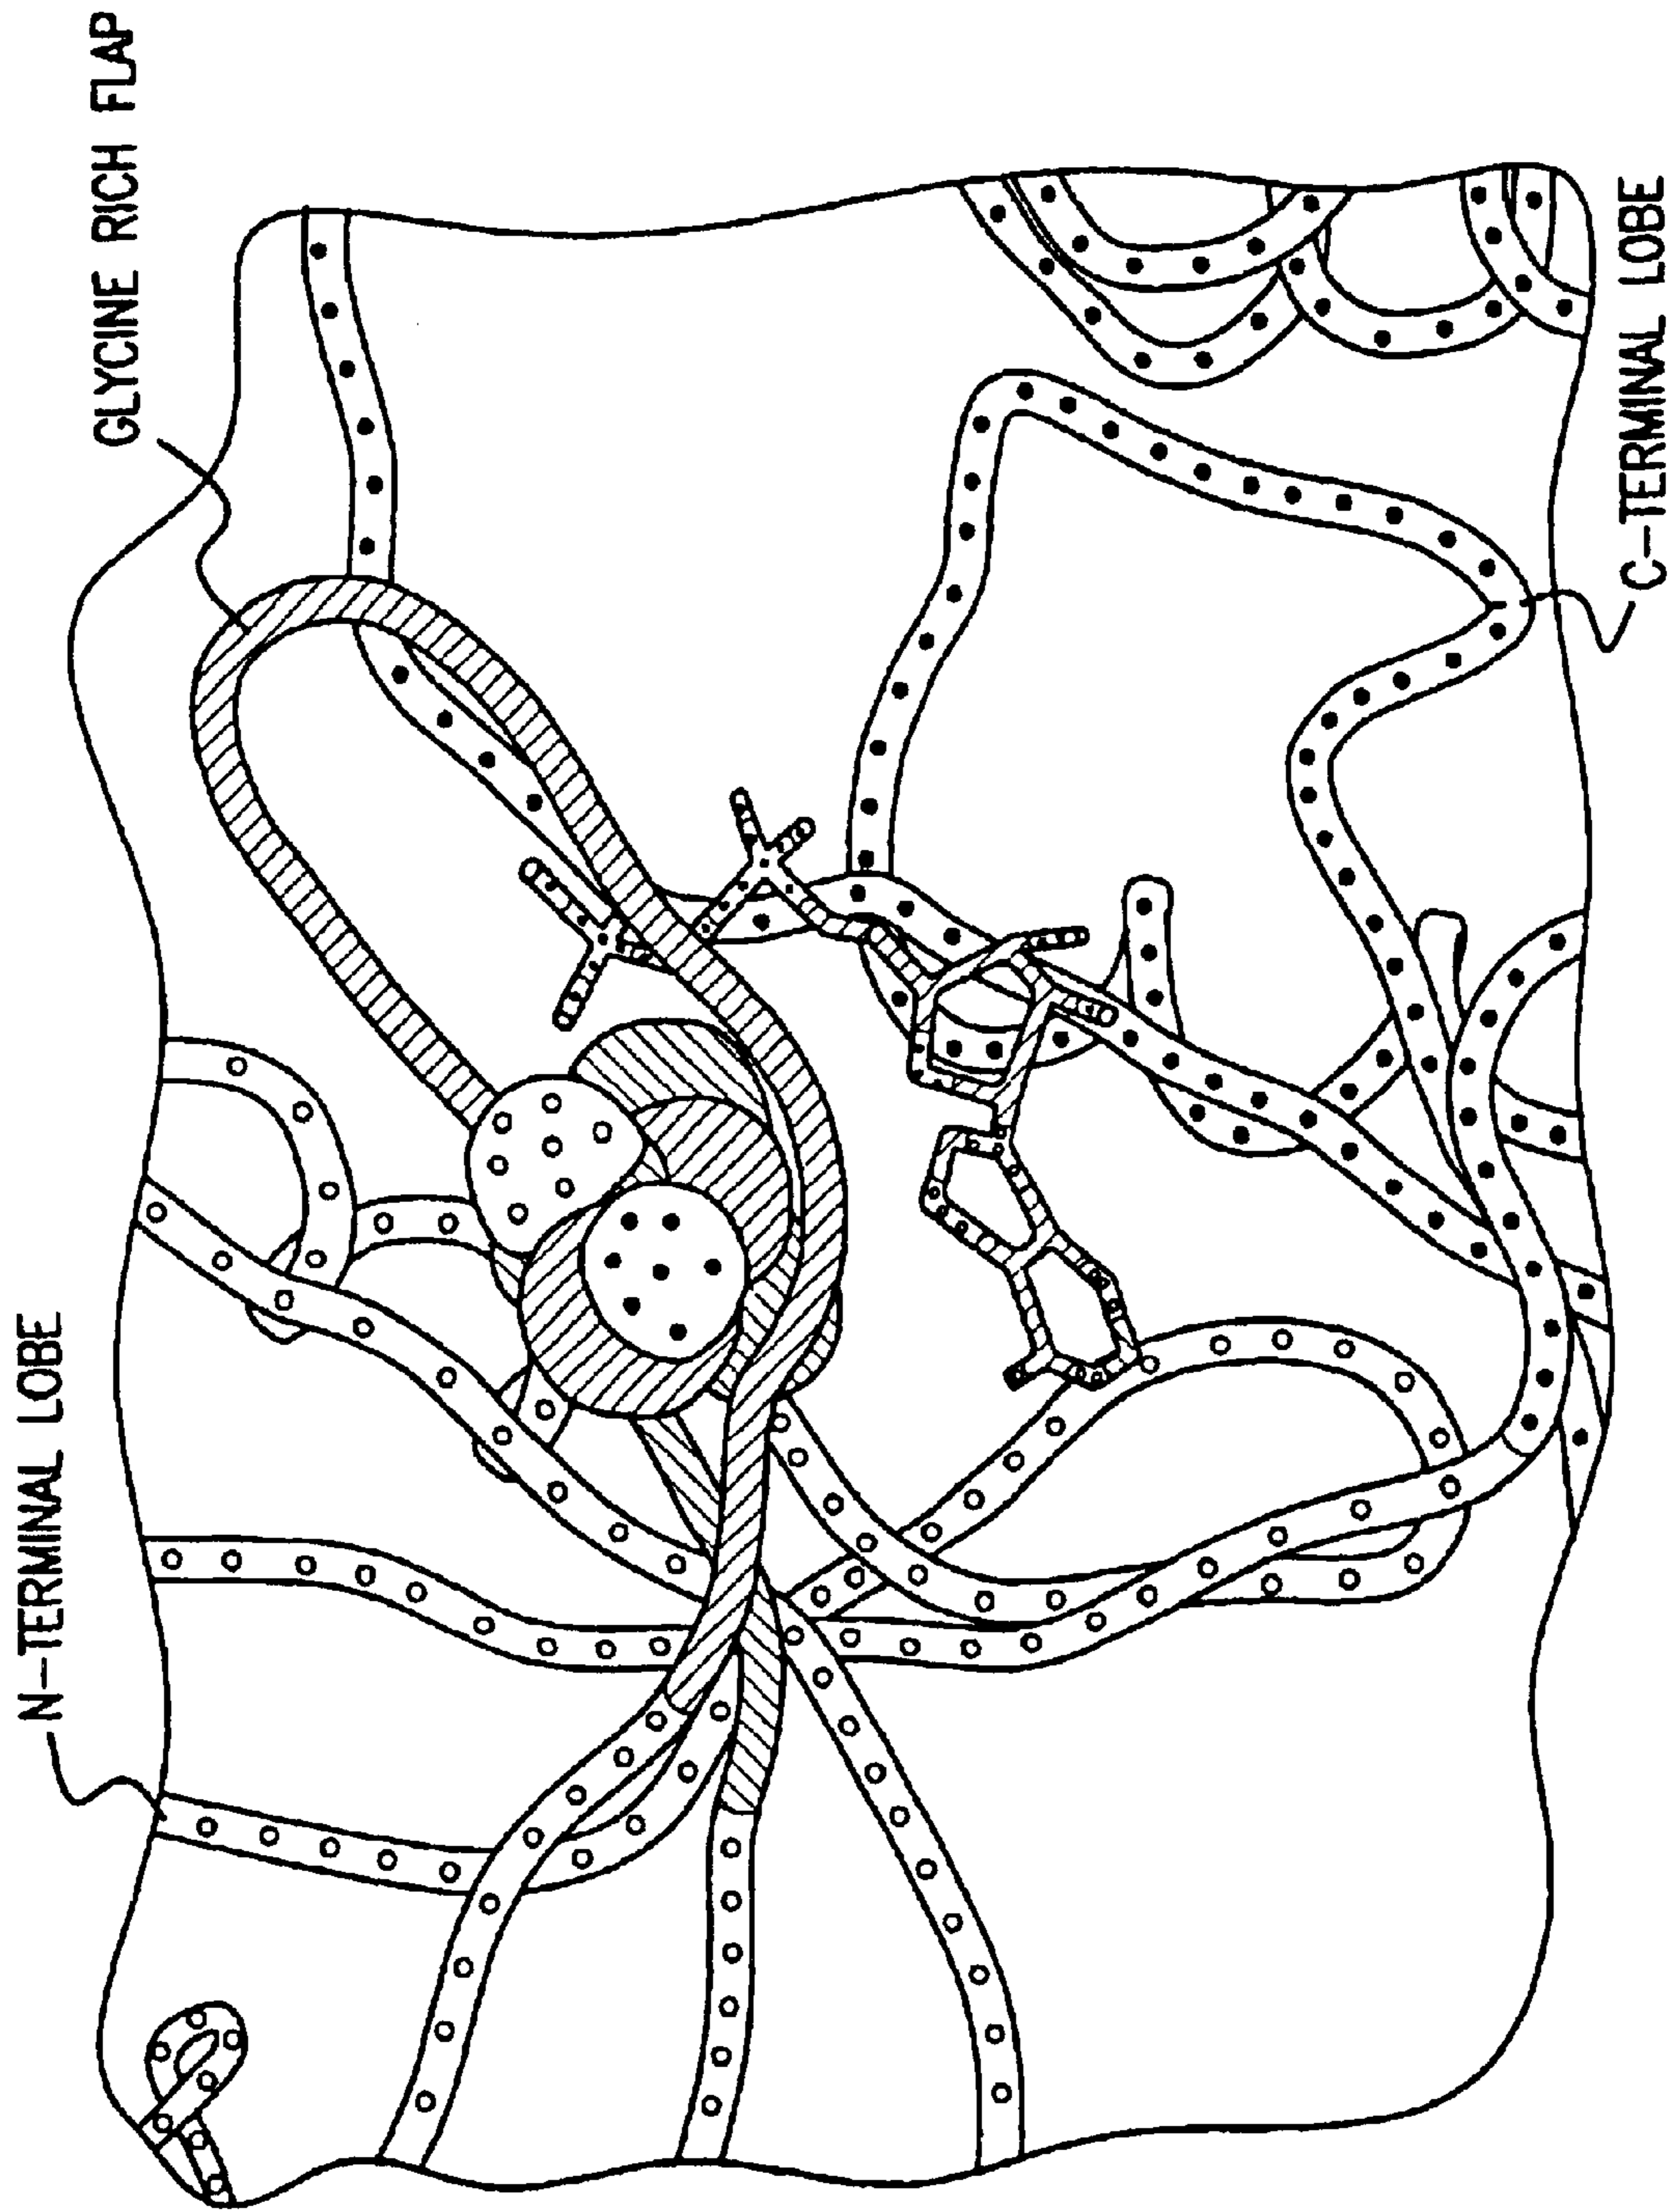 N-TERMINAL LOBE
GLYCINE RICH FLAP
C-TERMINAL LOBE